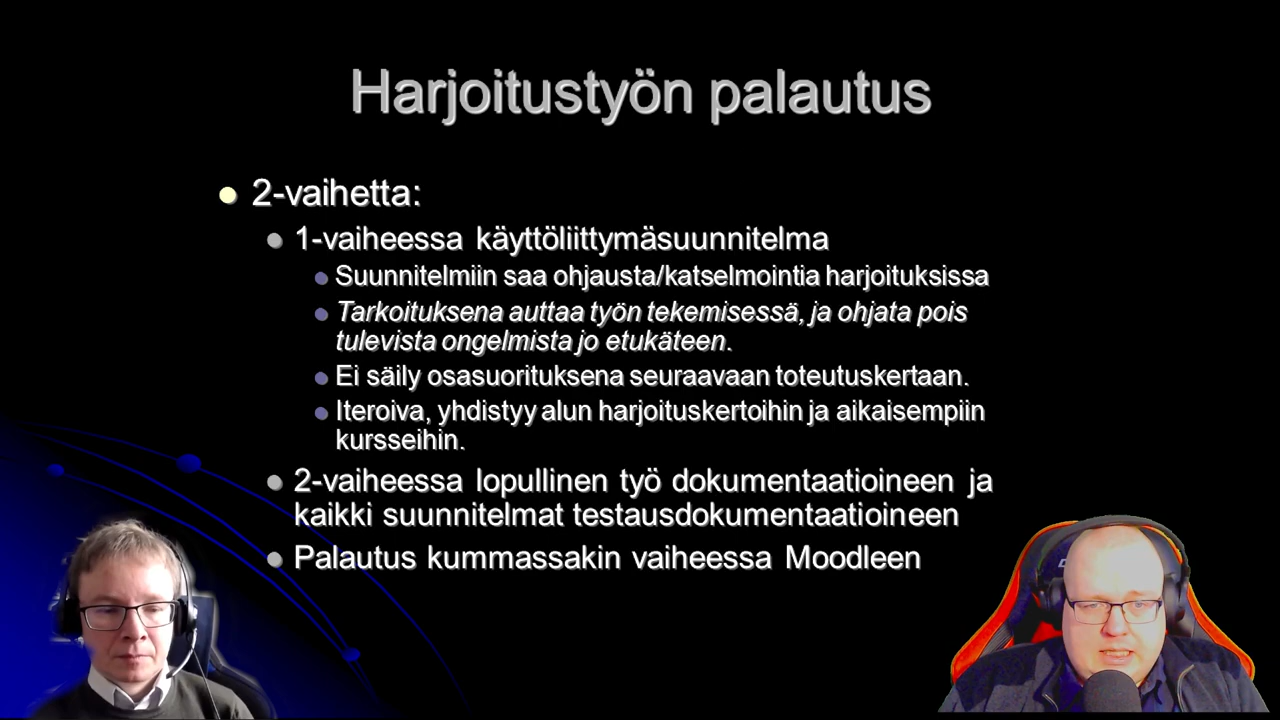 Harjoitustyön palautus
2-vaihetta:
1-vaiheessa käyttöliittymäsuunnitelma
Suunnitelmiin saa ohjausta/katselmointia harjoituksissa
Tarkoituksena auttaa työn tekemisessä, ja ohjata pois
tulevista ongelmista jo etukäteen.
Ei säily osasuorituksena seuraavaan toteutuskertaan.
Iteroiva, yhdistyy alun harjoituskertoihin ja aikaisempiin
kursseihin.
2-vaiheessa lopullinen työ dokumentaatioineen ja
kaikki suunnitelmat testausdokumentaatioineen
Palautus kummassakin vaiheessa Moodleen